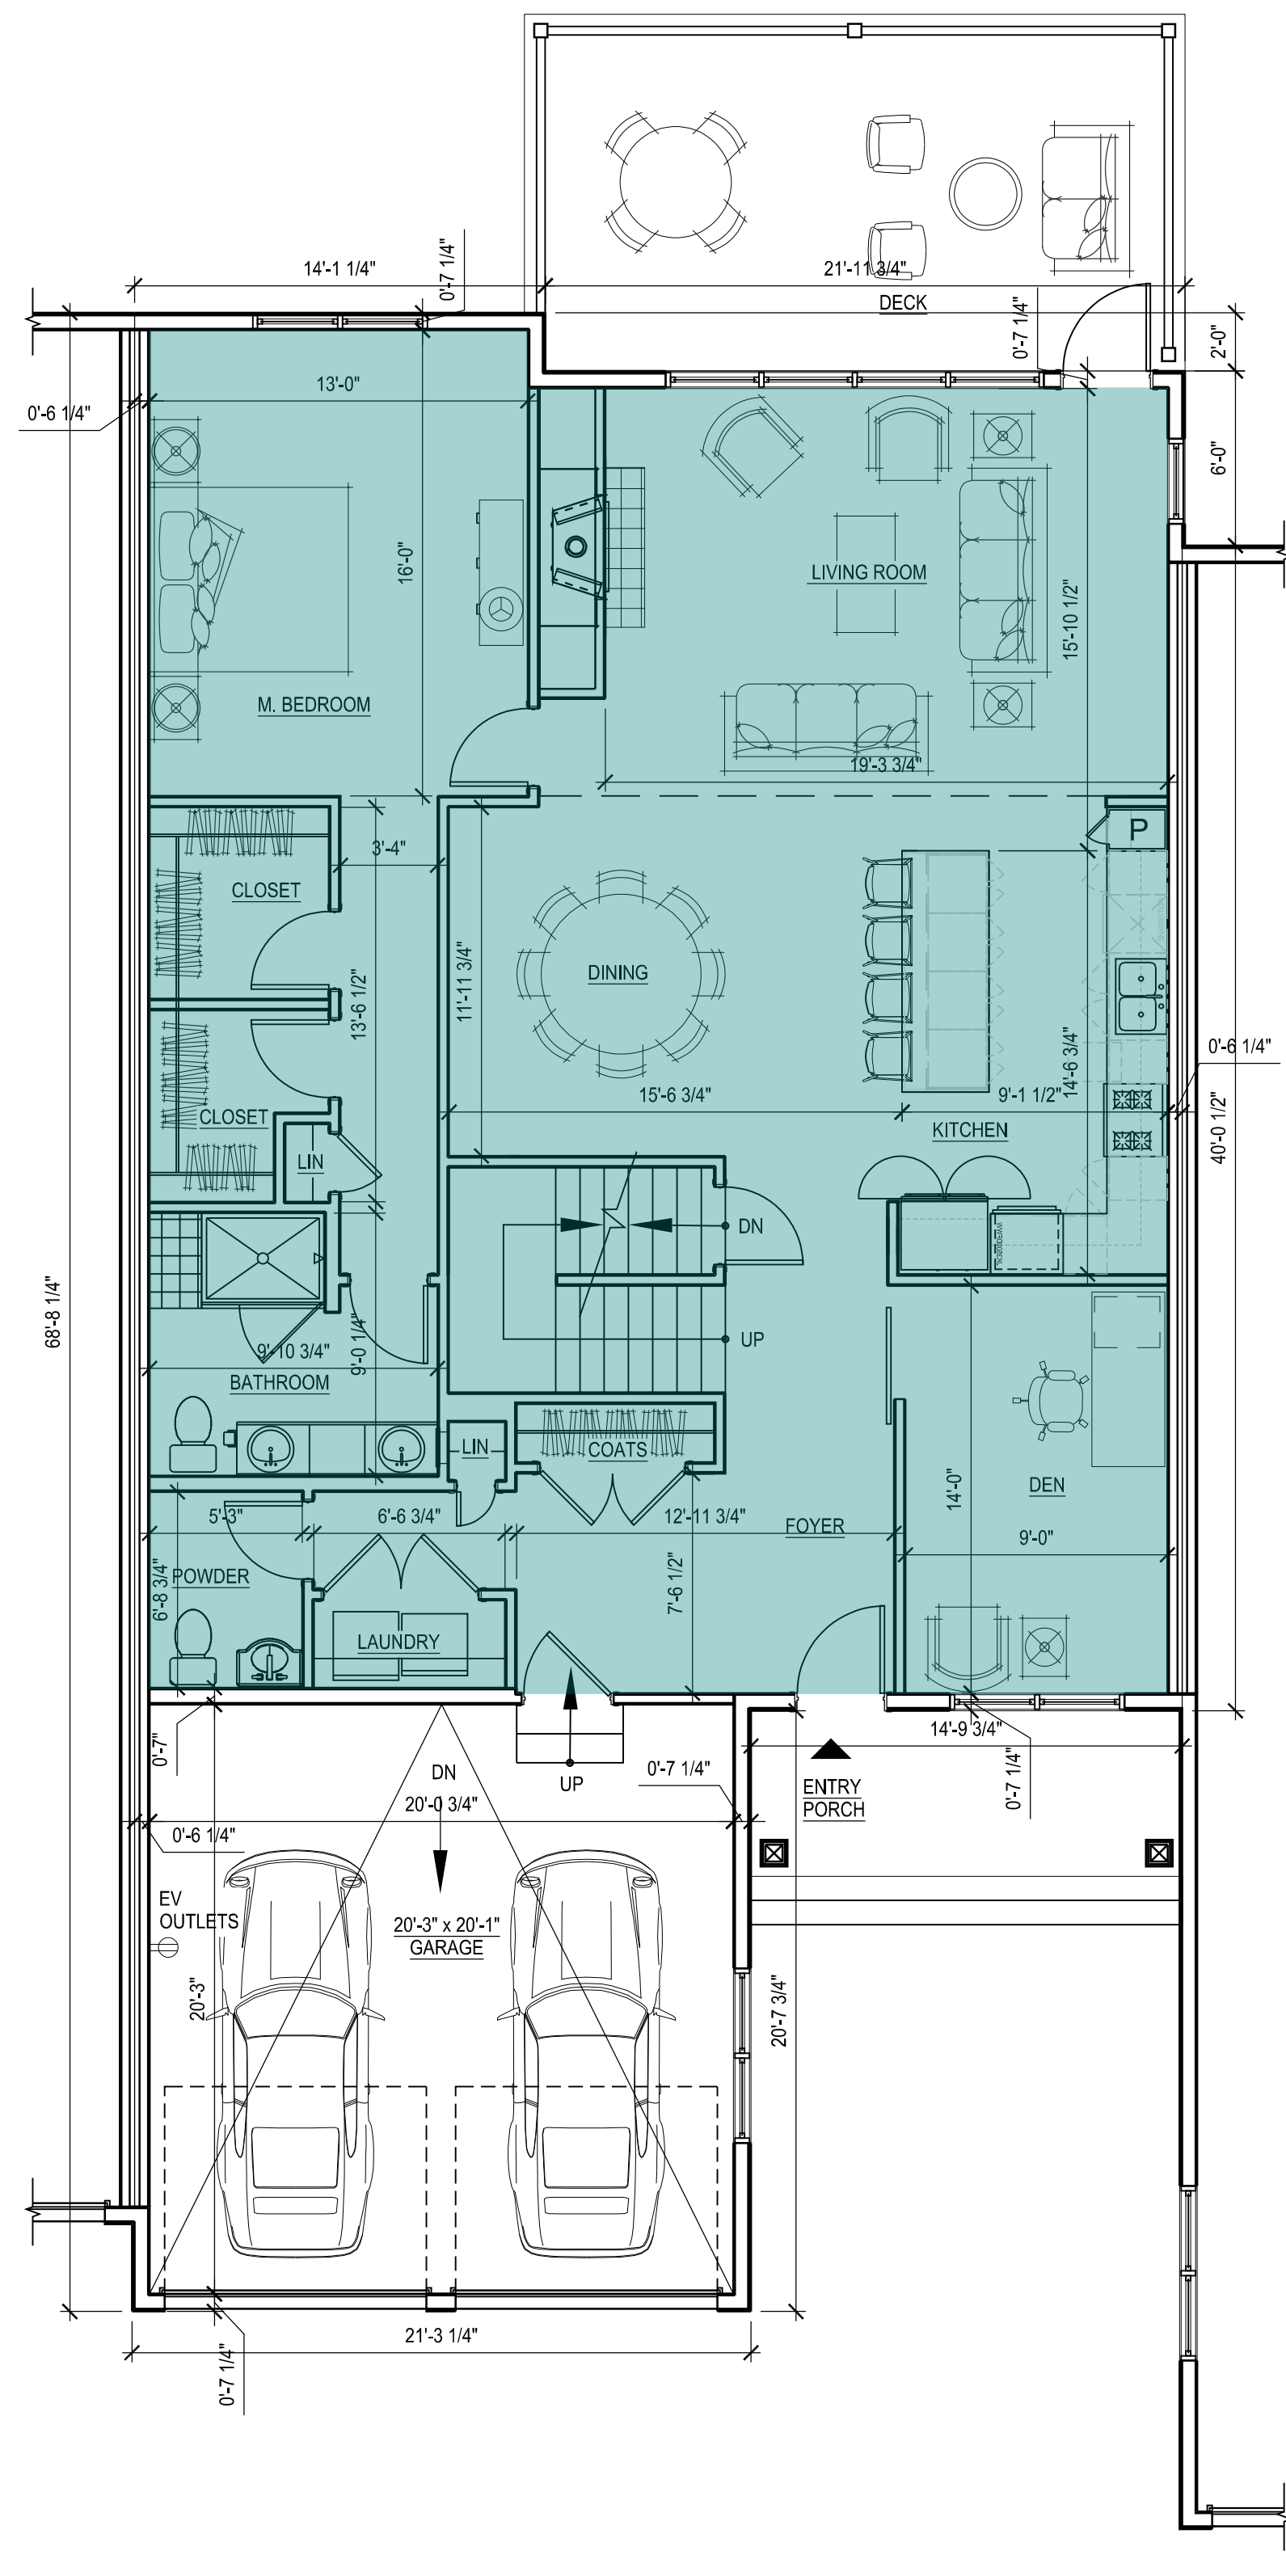 14'-1 1/4"
0'-7 1/4"
21'-11 3/4"
DECK
0'-7 1/4"
2'-0"
13'-0"
0'-6 1/4"
6'-0"
16'-0"
LIVING ROOM
15'-10 1/2"
M. BEDROOM
19'-3 3/4"
P
3'-4"
CLOSET
11'-11 3/4"
DINING
13'-6 1/2"
14'-6 3/4"
0'-6 1/4"
15'-6 3/4"
9'-1 1/2"
CLOSET
KITCHEN
40'-0 1/2"
LIN
DN
68'-8 1/4"
UP
9'-10 3/4"
9'-0 1/4"
BATHROOM
LIN
COATS
14'-0"
DEN
5'-3"
6'-6 3/4"
12'-11 3/4"
FOYER
9'-0"
6'-8 3/4"
POWDER
7'-6 1/2"
LAUNDRY
0'-7"
14'-9 3/4"
0'-7 1/4"
DN
UP
0'-7 1/4"
ENTRY
PORCH
20'-0 3/4"
0'-6 1/4"
EV
OUTLETS
20'-3" x 20'-1"
GARAGE
20'-3"
20'-7 3/4"
21'-3 1/4"
0'-7 1/4"